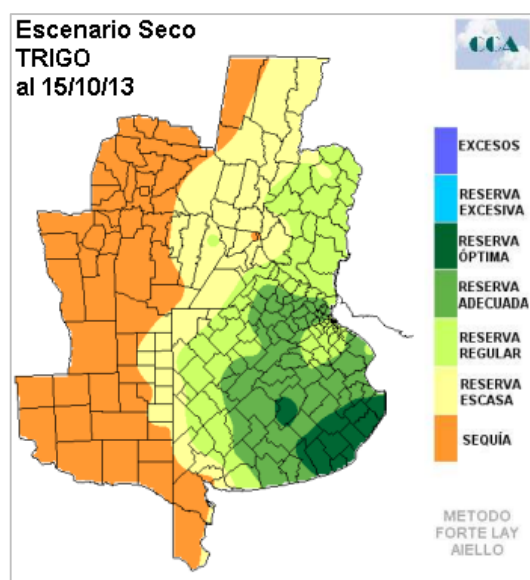 Escenario Seco
TRIGO
al 15/10/13
CCA
EXCESOS
RESERVA
EXCESIVA
RESERVA
ÓPTIMA
RESERVA
ADECUADA
RESERVA
REGULAR
RESERVA
ESCASA
SEQUÍA
METODO
FORTE LAY
AIELLO